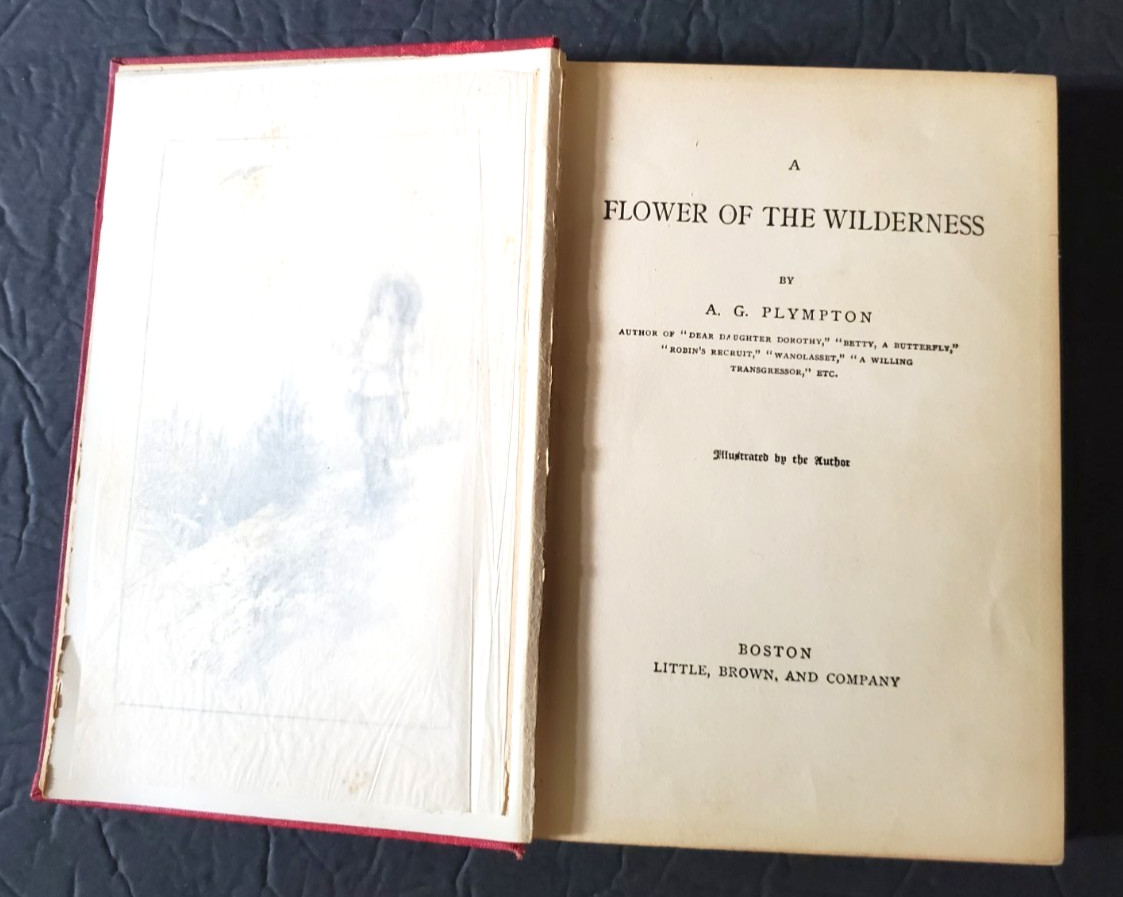 A
FLOWER OF THE WILDERNESS
BY
A. G. PLYMPTON
AUTHOR OF "DEAR DAUGHTER DOROTHY," "BETTY, A BUTTERFLY,"
"ROBIN'S RECRUIT," "WANOLASSET," "A WILLING
TRANSGRESSOR," ETC.
Illustrated by the Author
BOSTON
LITTLE, BROWN, AND COMPANY